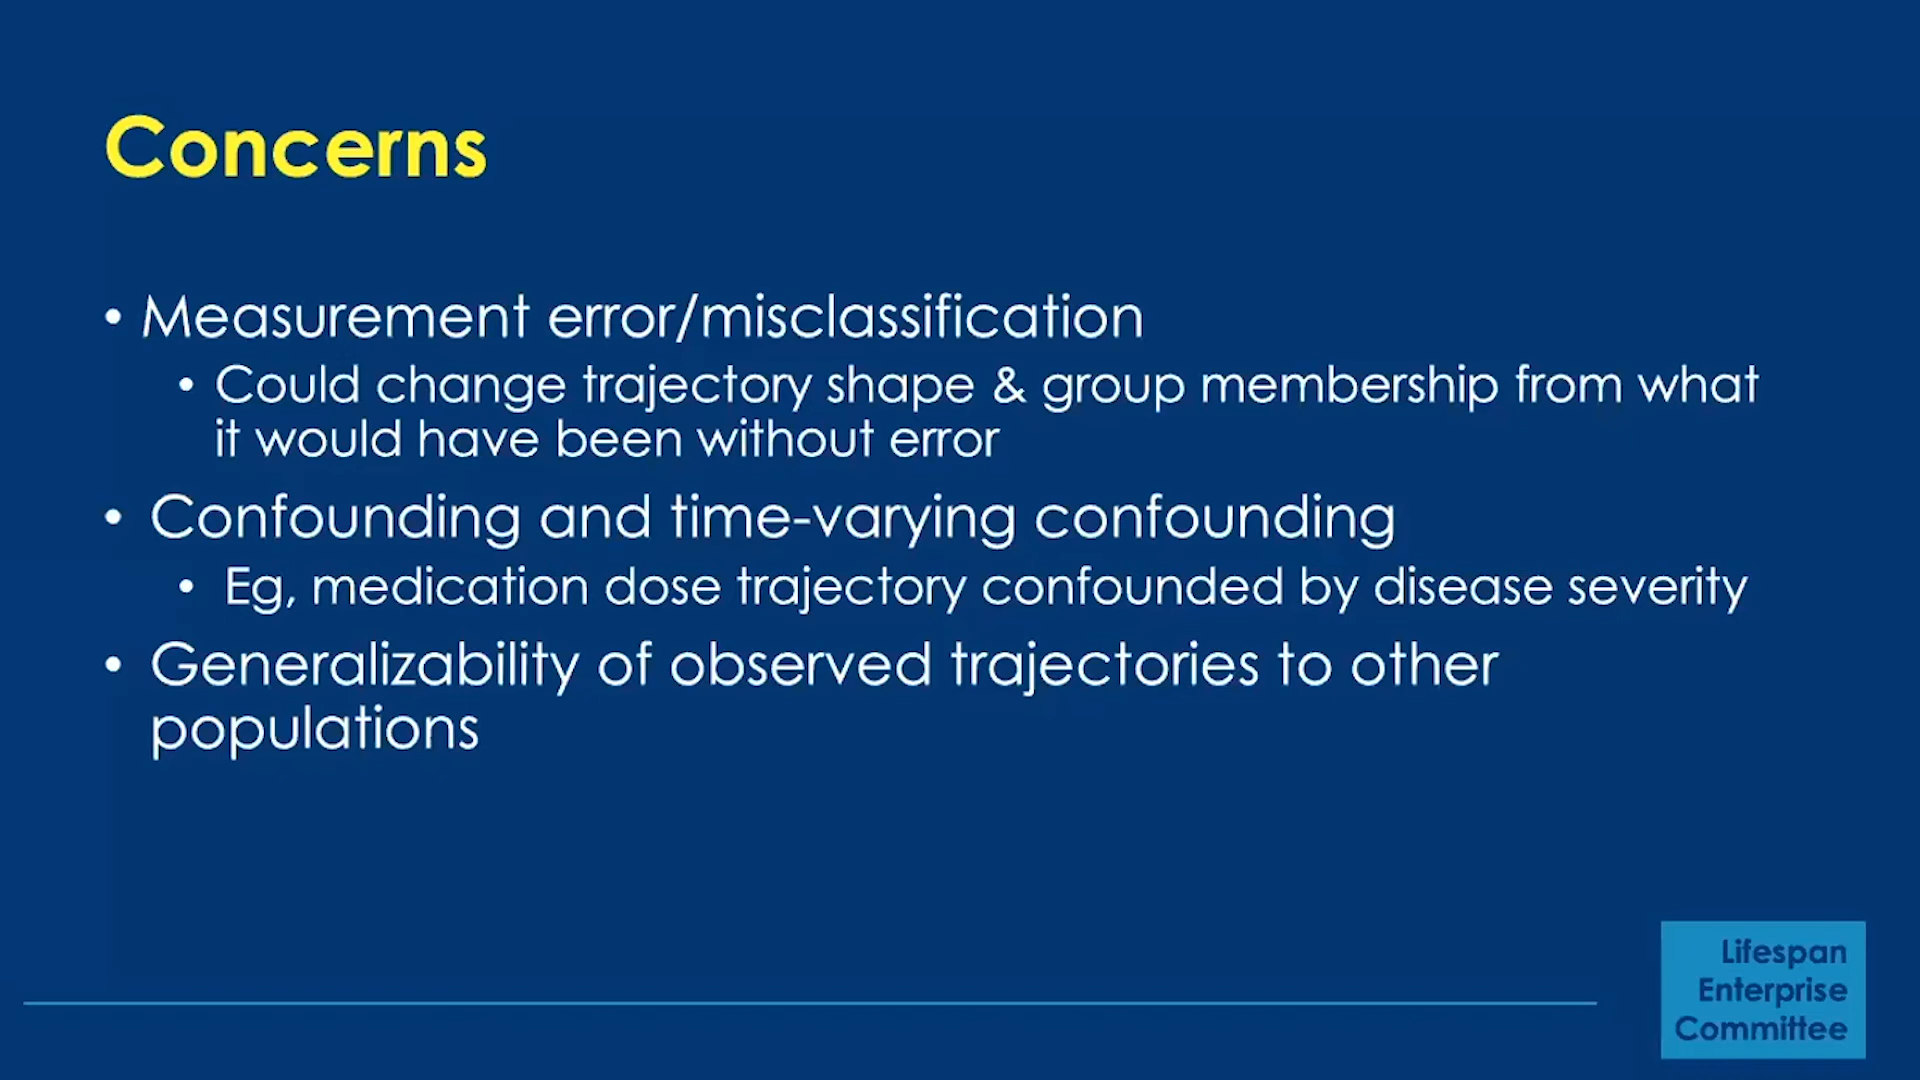 Concerns
• Measurement error/misclassification
• Could change trajectory shape & group membership from what
it would have been without error
• Confounding and time-varying confounding
• Eg, medication dose trajectory confounded by disease severity
• Generalizability of observed trajectories to other
populations
Lifespan
Enterprise
Committee